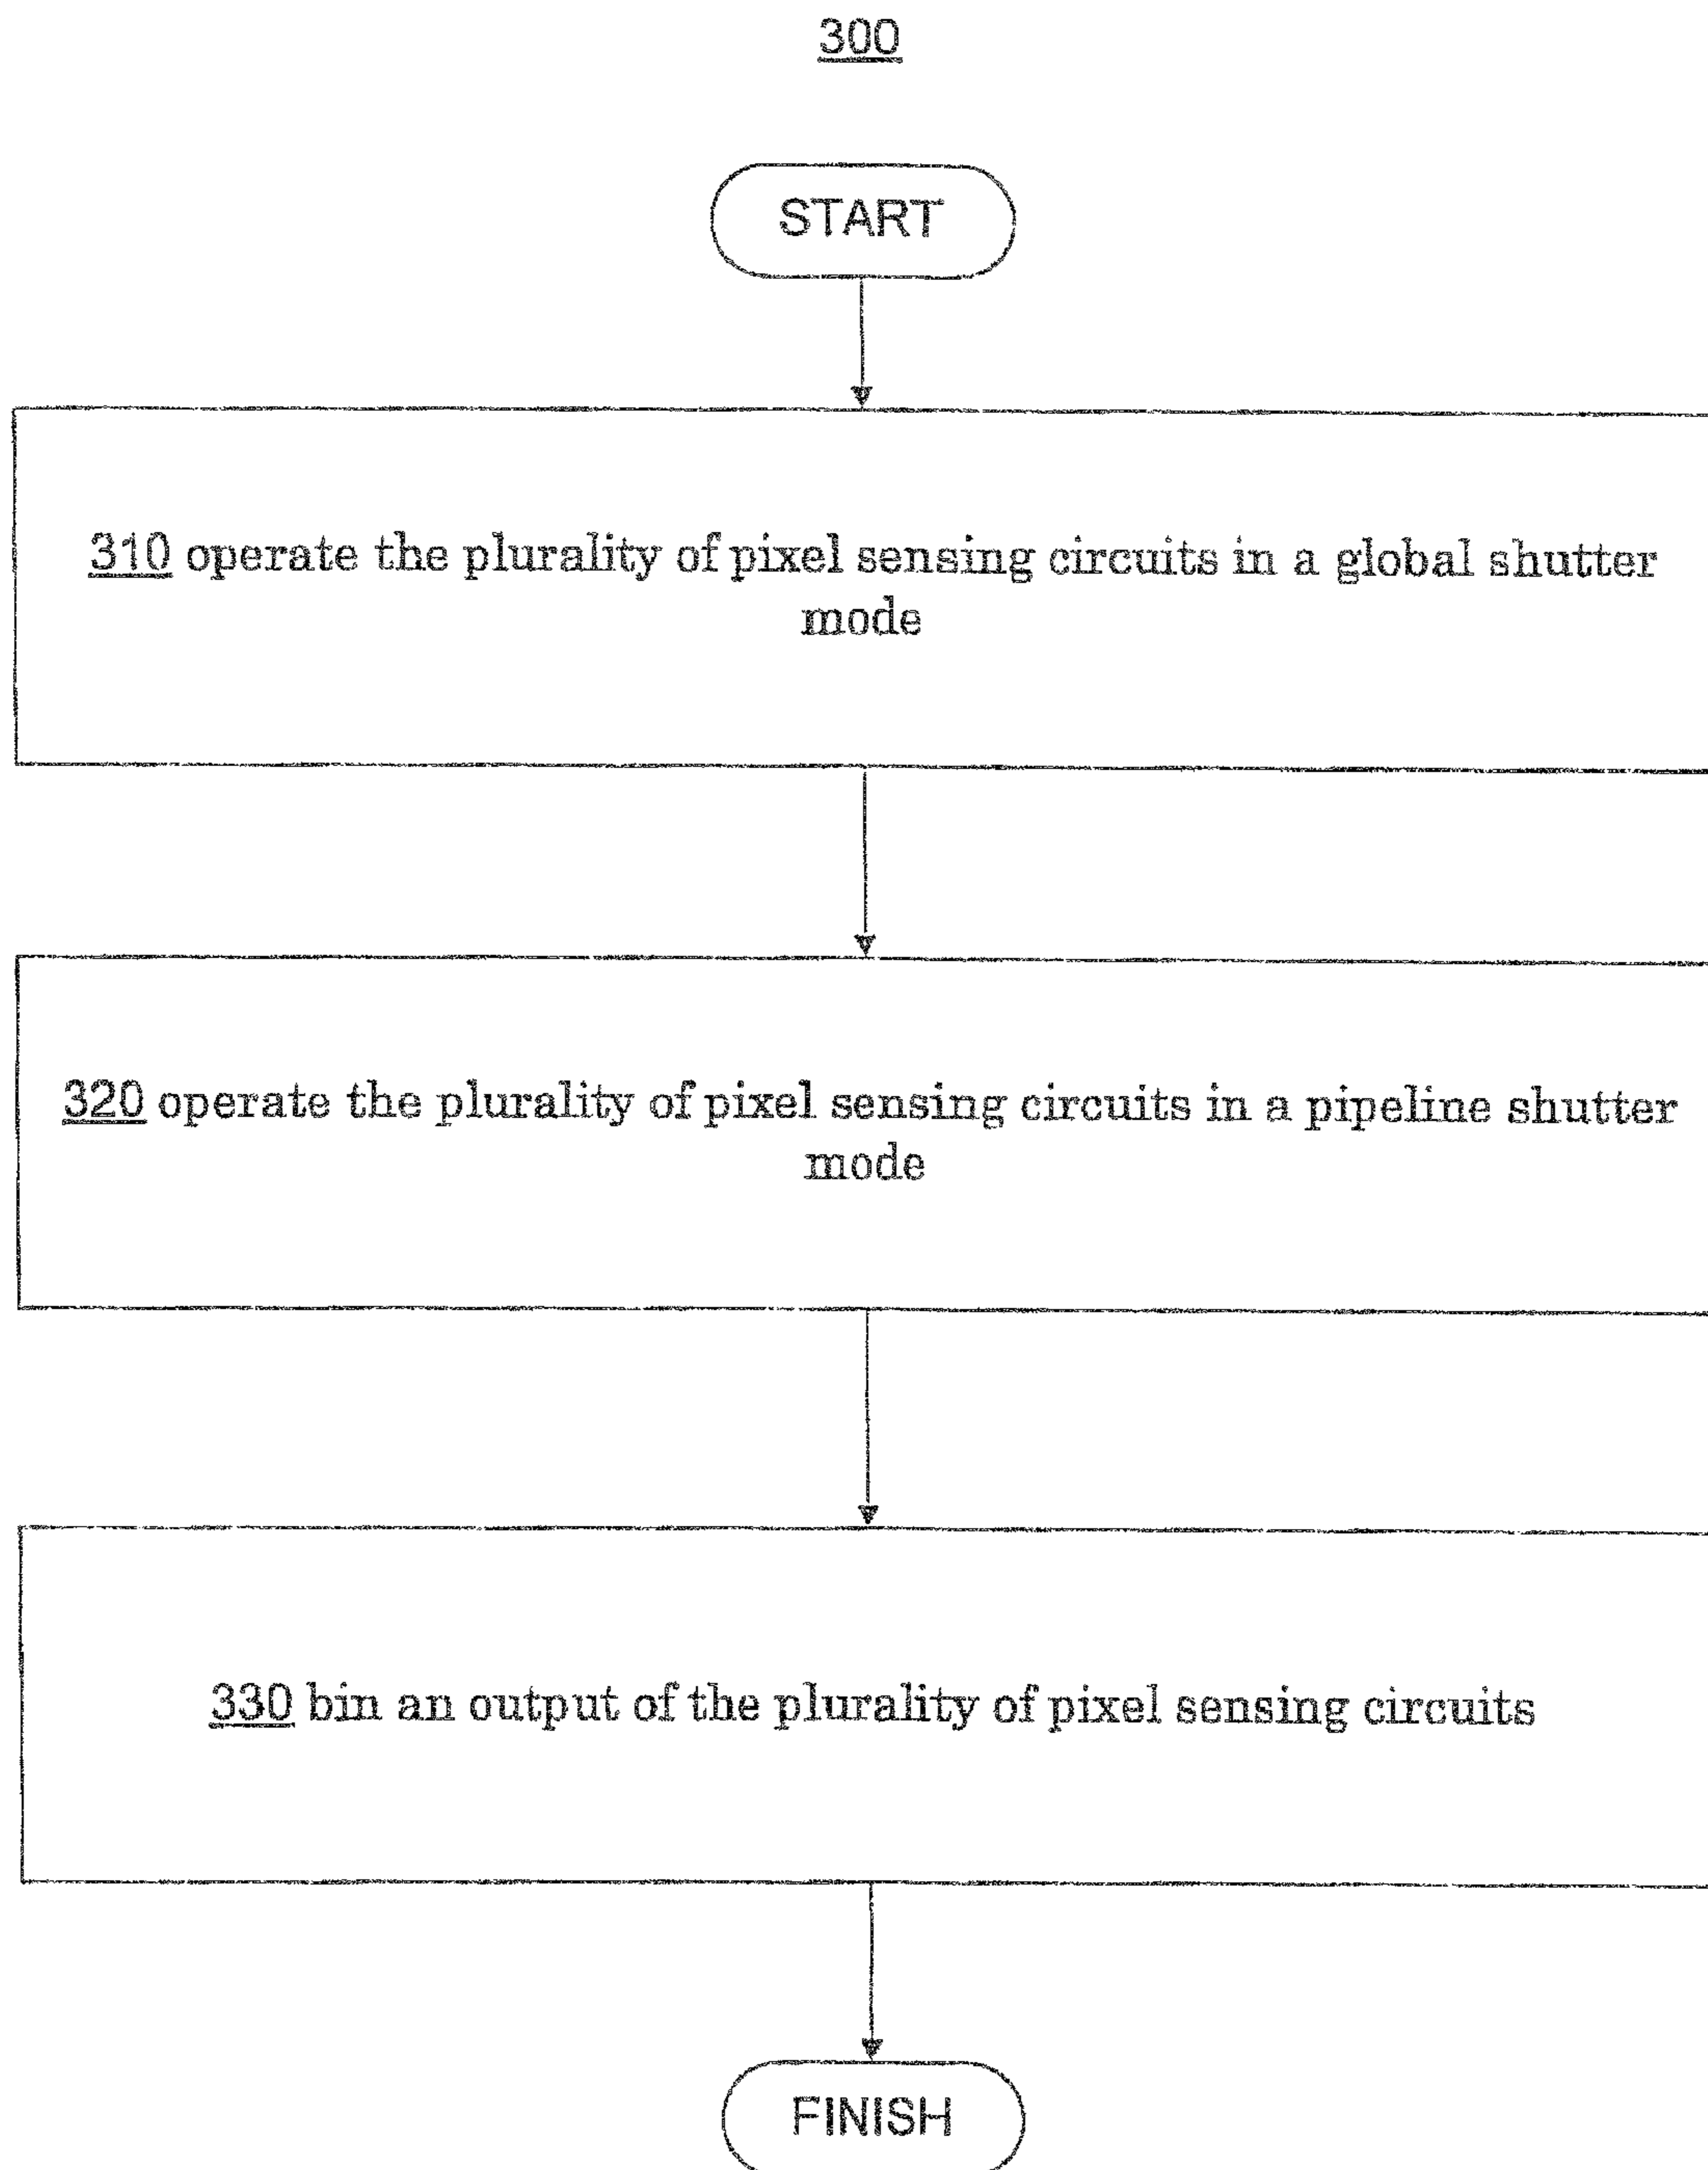 300
START
310 operate the plurality of pixel sensing circuits in a global shutter
mode
320 operate the plurality of pixel sensing circuits in a pipeline shutter
mode
330 bin an output of the plurality of pixel sensing circuits
FINISH